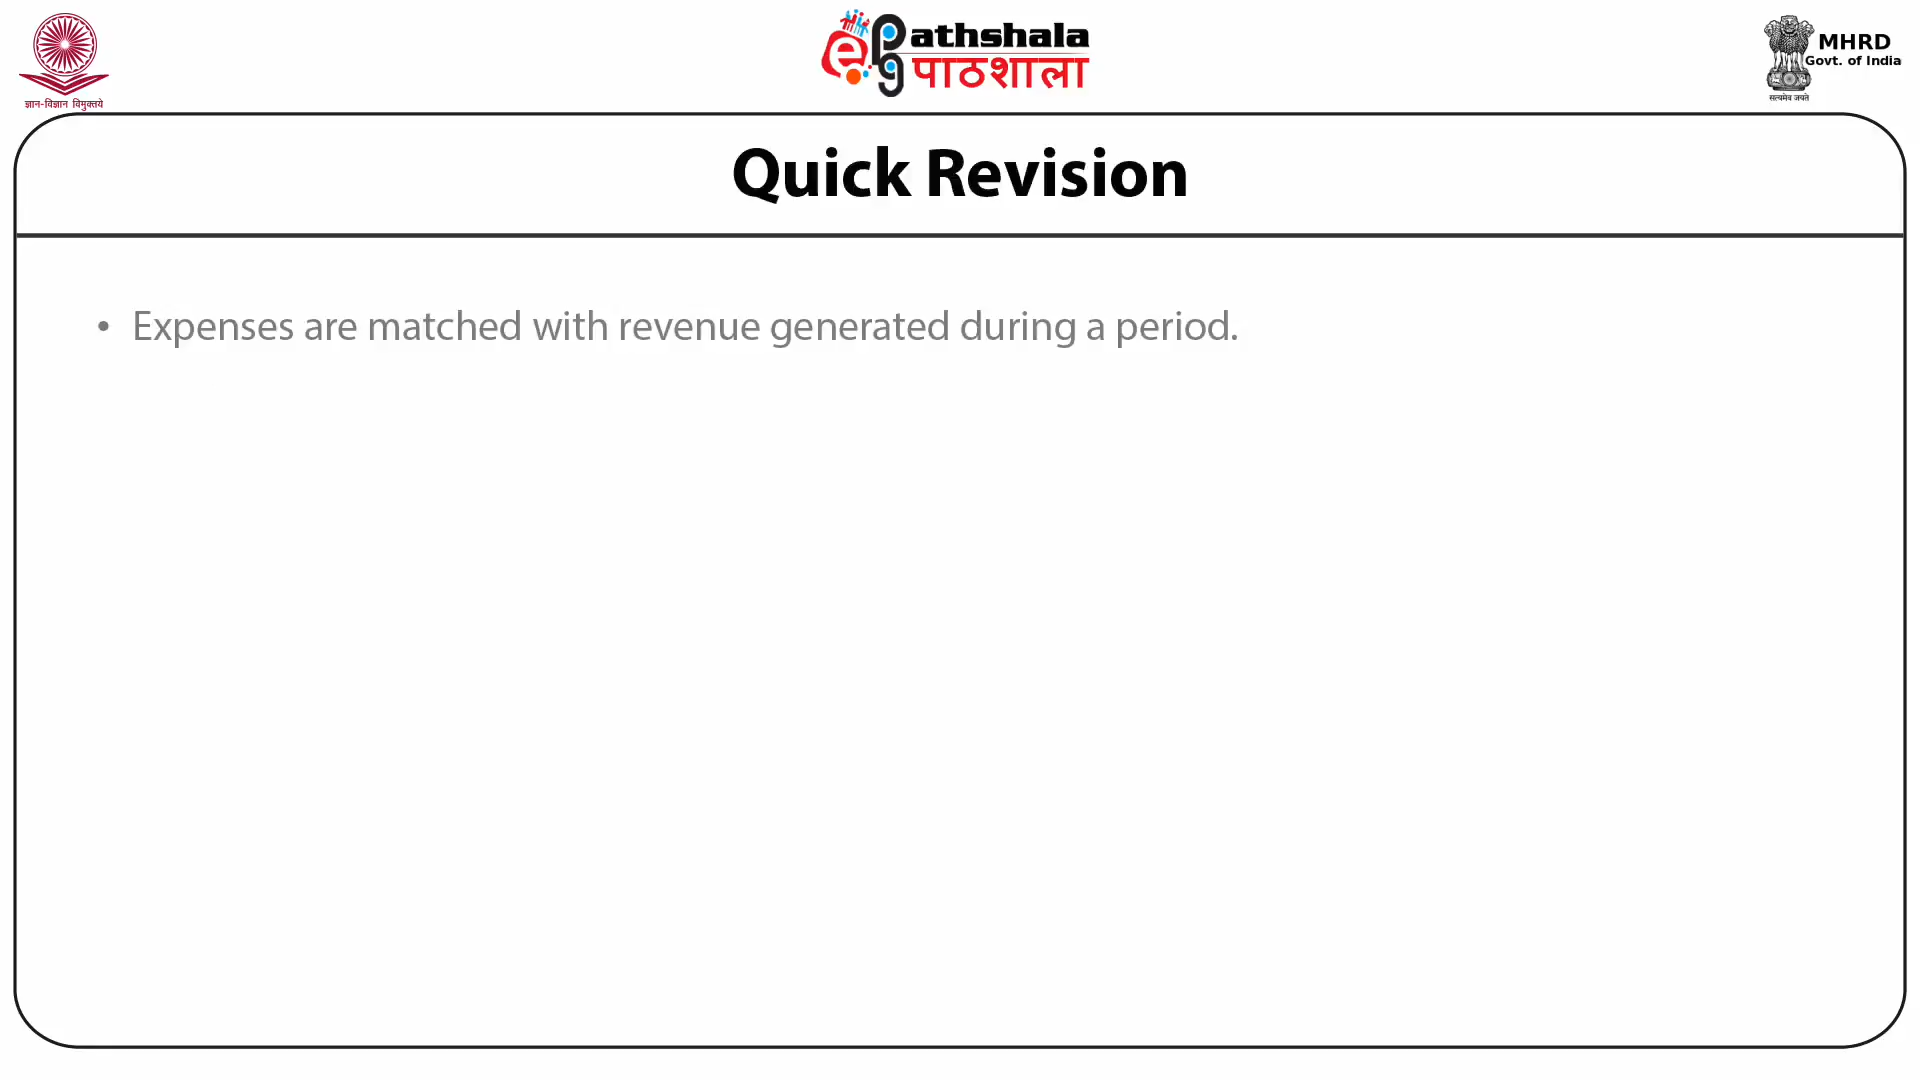 ज्ञान-विज्ञान विमुक्तये
e
pg
athshala
पाठशाला
MHRD
Govt. of India
सत्यमेव जयते
Quick Revision
• Expenses are matched with revenue generated during a period.